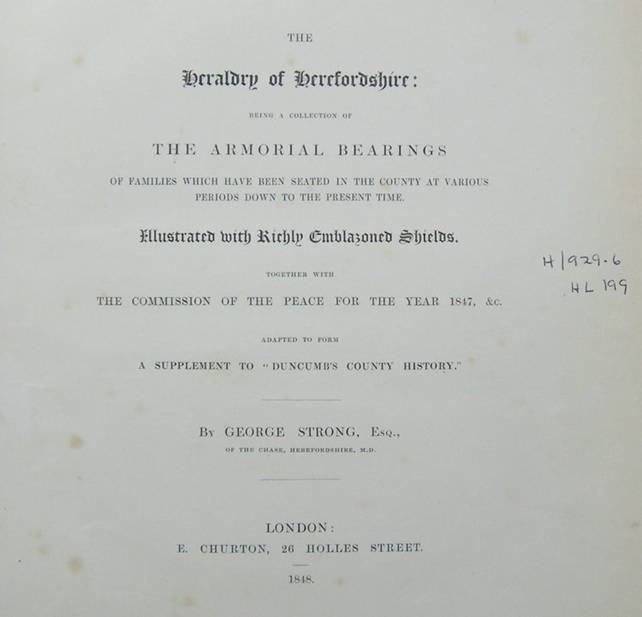 THE
Heraldry of Herefordshire:
BEING A COLLECTION OF
THE ARMORIAL BEARINGS
OF FAMILIES WHICH HAVE BEEN SEATED IN THE COUNTY AT VARIOUS
PERIODS DOWN TO THE PRESENT TIME.
Illustrated with Richly Emblazoned Shields.
TOGETHER WITH
THE COMMISSION OF THE PEACE FOR THE YEAR 1847, &c.
ADAPTED TO FORM
A SUPPLEMENT TO "DUNCUMB'S COUNTY HISTORY."
By GEORGE STRONG, Esq.,
OF THE CHASE, HEREFORDSHIRE, M.D.
LONDON:
E. CHURTON, 26 HOLLES STREET.
1848.
H/929.6
HL 199